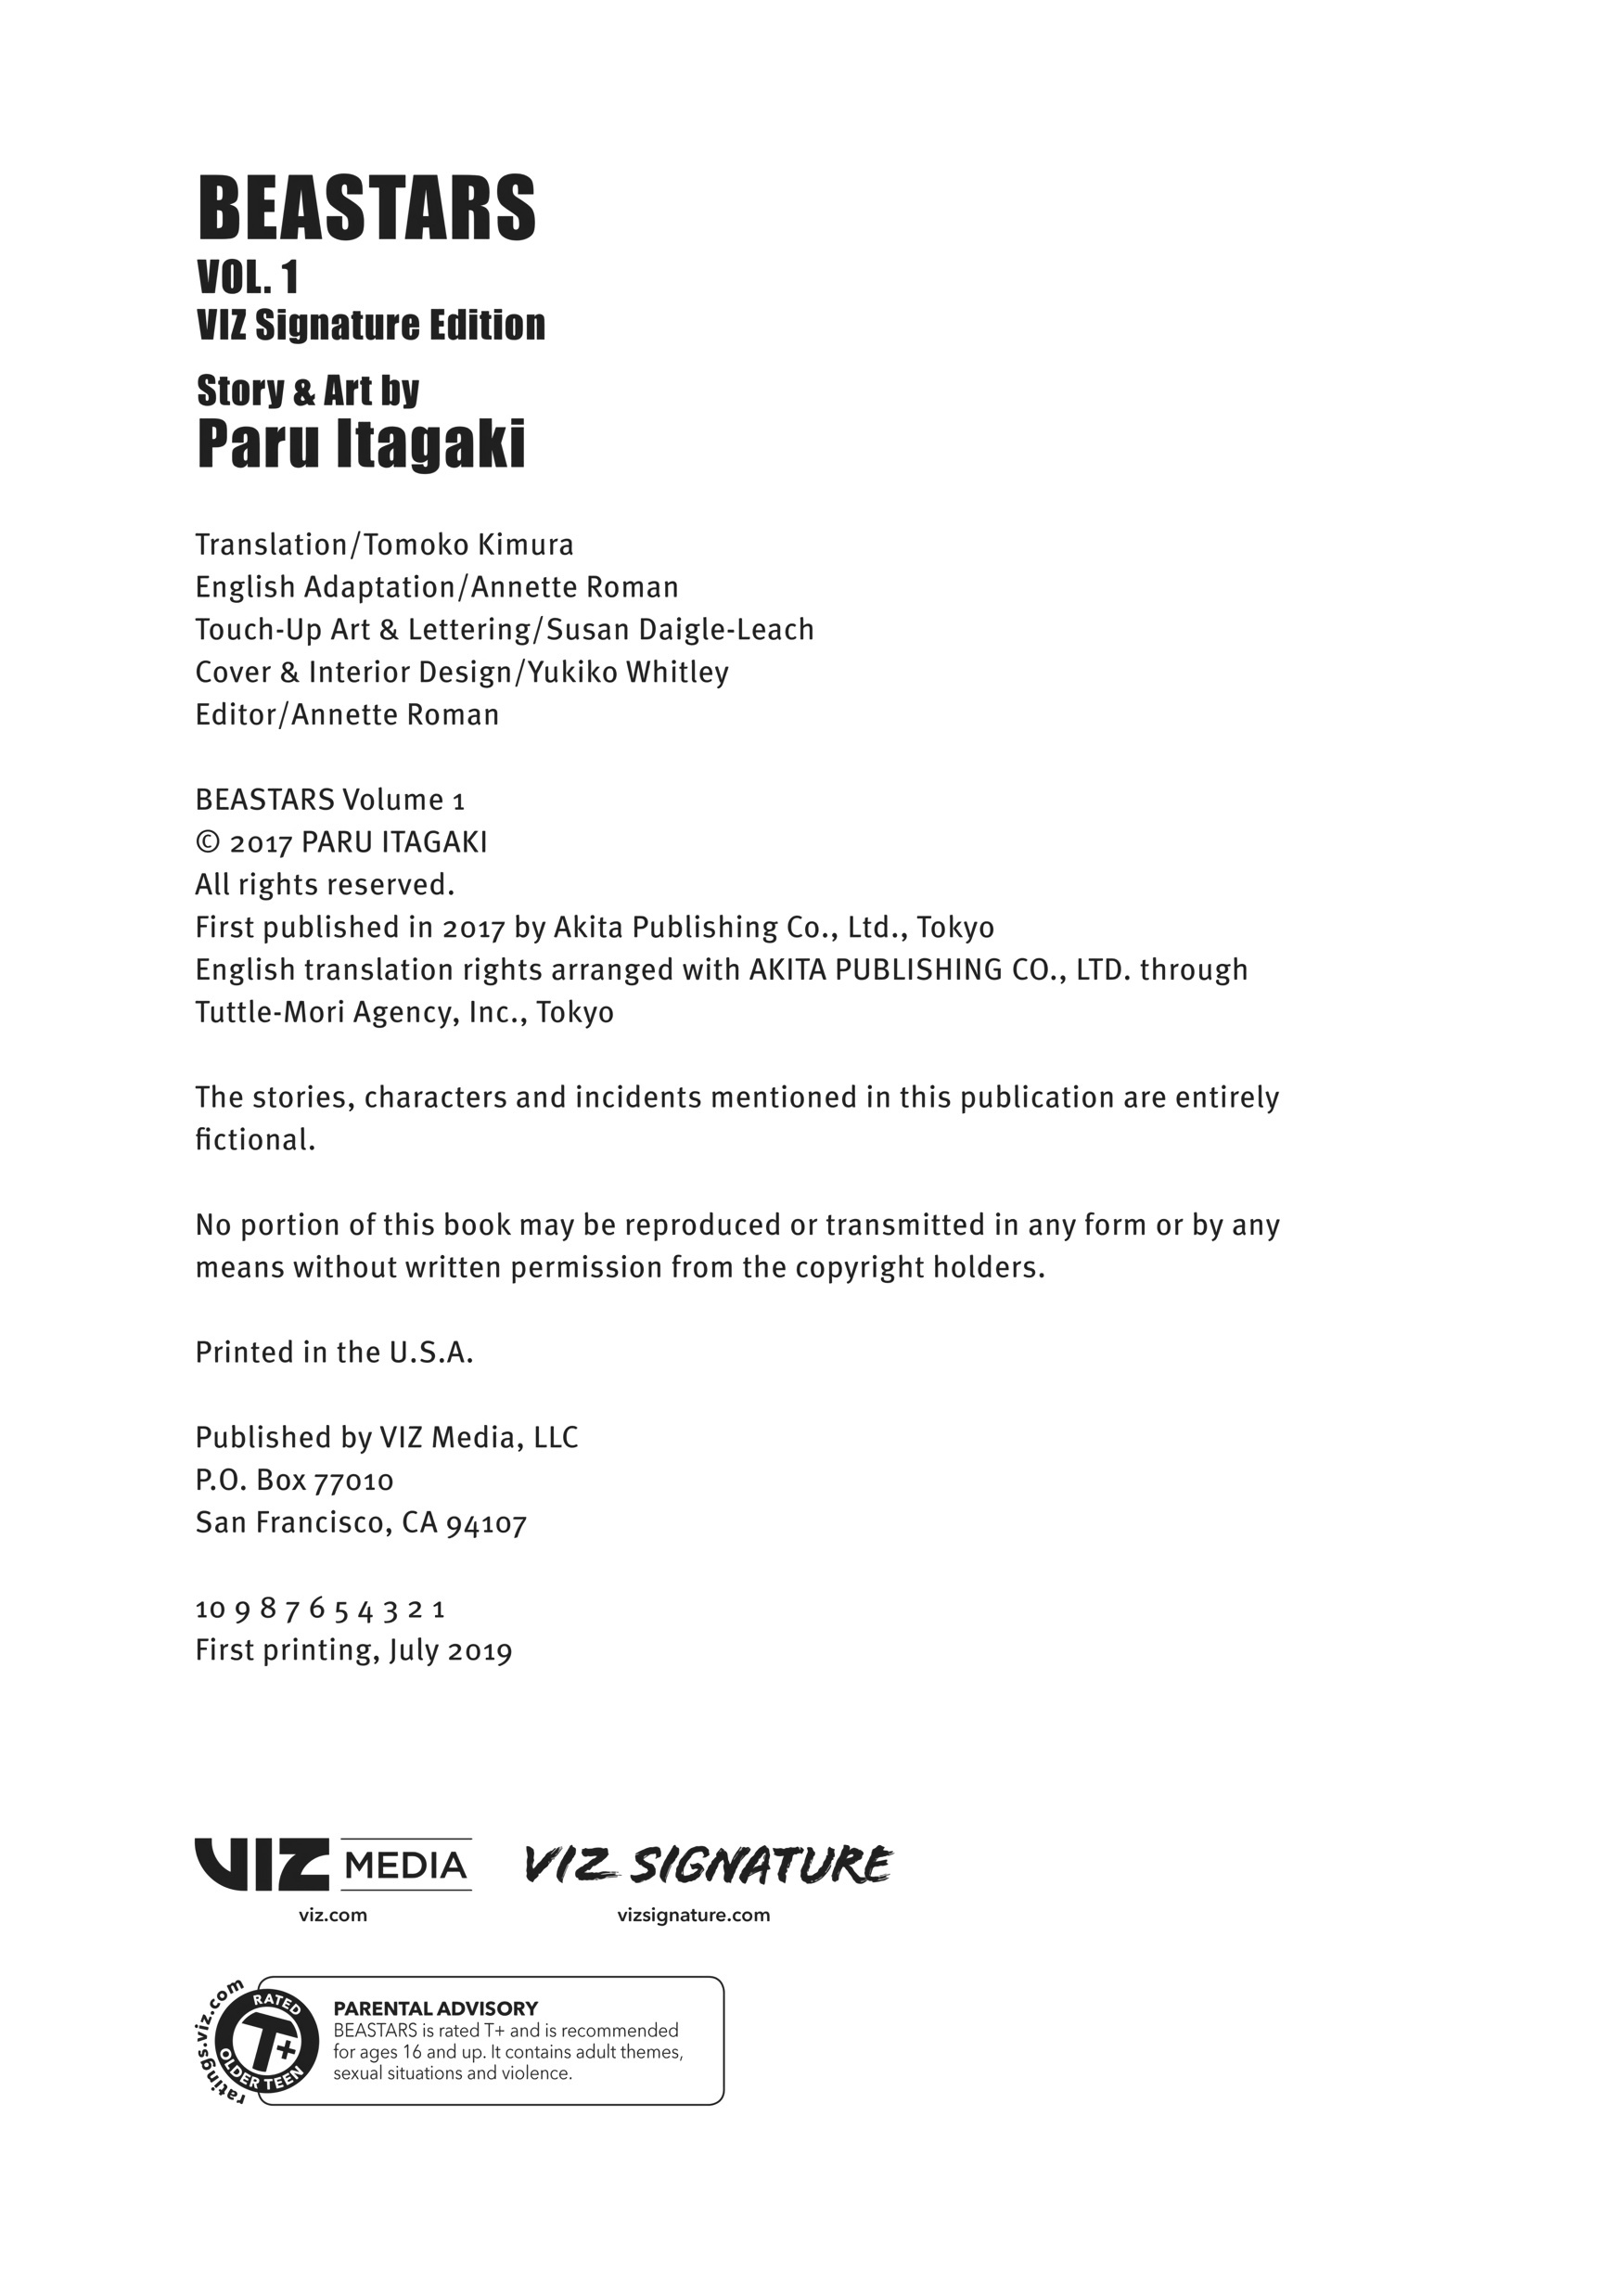 BEASTARS
VOL. 1
VIZ Signature Edition
Story & Art by
Paru Itagaki
Translation/Tomoko Kimura
English Adaptation/Annette Roman
Touch-Up Art & Lettering/Susan Daigle-Leach
Cover & Interior Design/Yukiko Whitley
Editor/Annette Roman
BEASTARS Volume 1
© 2017 PARU ITAGAKI
All rights reserved.
First published in 2017 by Akita Publishing Co., Ltd., Tokyo
English translation rights arranged with AKITA PUBLISHING CO., LTD. through
Tuttle-Mori Agency, Inc., Tokyo
The stories, characters and incidents mentioned in this publication are entirely
fictional.
No portion of this book may be reproduced or transmitted in any form or by any
means without written permission from the copyright holders.
Printed in the U.S.A.
Published by VIZ Media, LLC
P.O. Box 77010
San Francisco, CA 94107
10 9 8 7 6 5 4 3 2 1
First printing, July 2019
VIZ MEDIA
viz.com
VIZ SIGNATURE
vizsignature.com
ratings.viz.com
RATED
T+
OLDER TEEN
PARENTAL ADVISORY
BEASTARS is rated T+ and is recommended
for ages 16 and up. It contains adult themes,
sexual situations and violence.